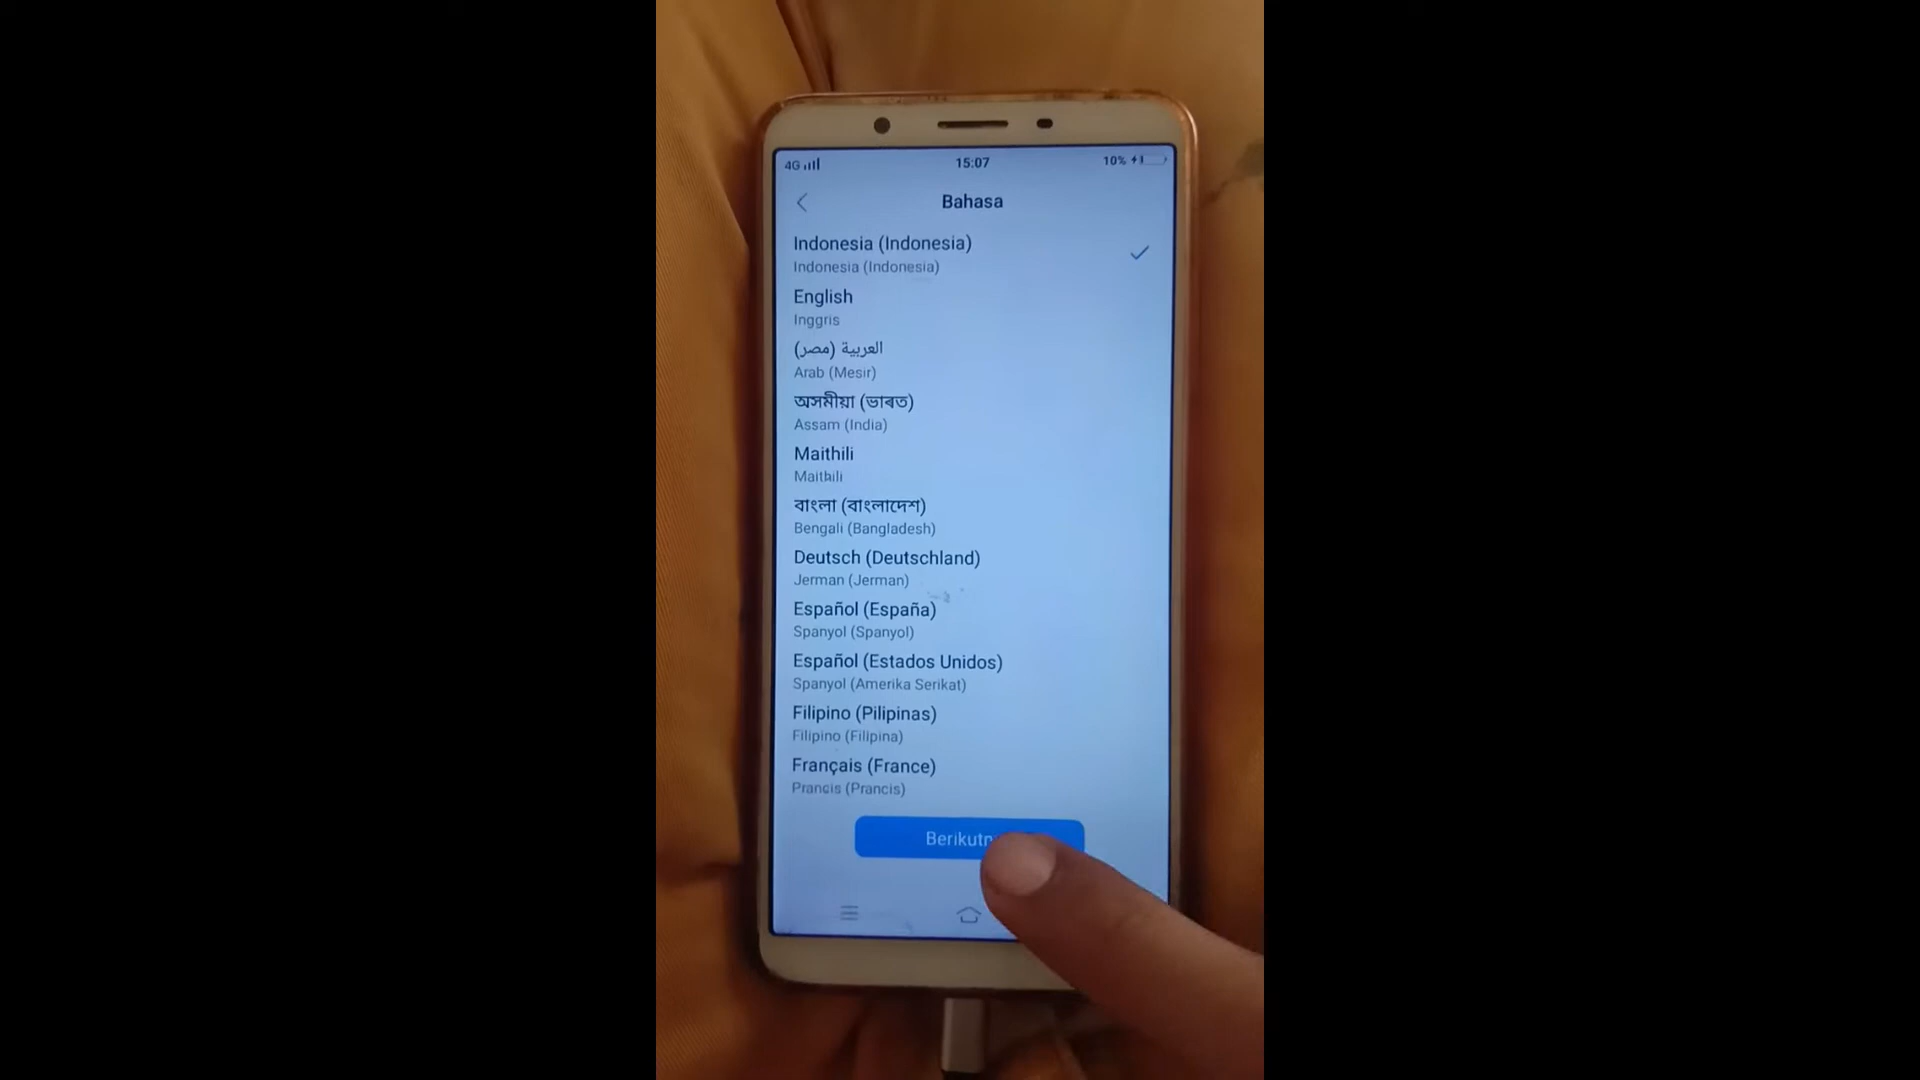 4G 15:07 10%
Bahasa
Indonesia (Indonesia)
Indonesia (Indonesia)
English
Inggris
العربية (مصر)
Arab (Mesir)
অসমীয়া (ভাৰত)
Assam (India)
Maithili
Maithili
বাংলা (বাংলাদেশ)
Bengali (Bangladesh)
Deutsch (Deutschland)
Jerman (Jerman)
Español (España)
Spanyol (Spanyol)
Español (Estados Unidos)
Spanyol (Amerika Serikat)
Filipino (Pilipinas)
Filipino (Filipina)
Français (France)
Prancis (Prancis)